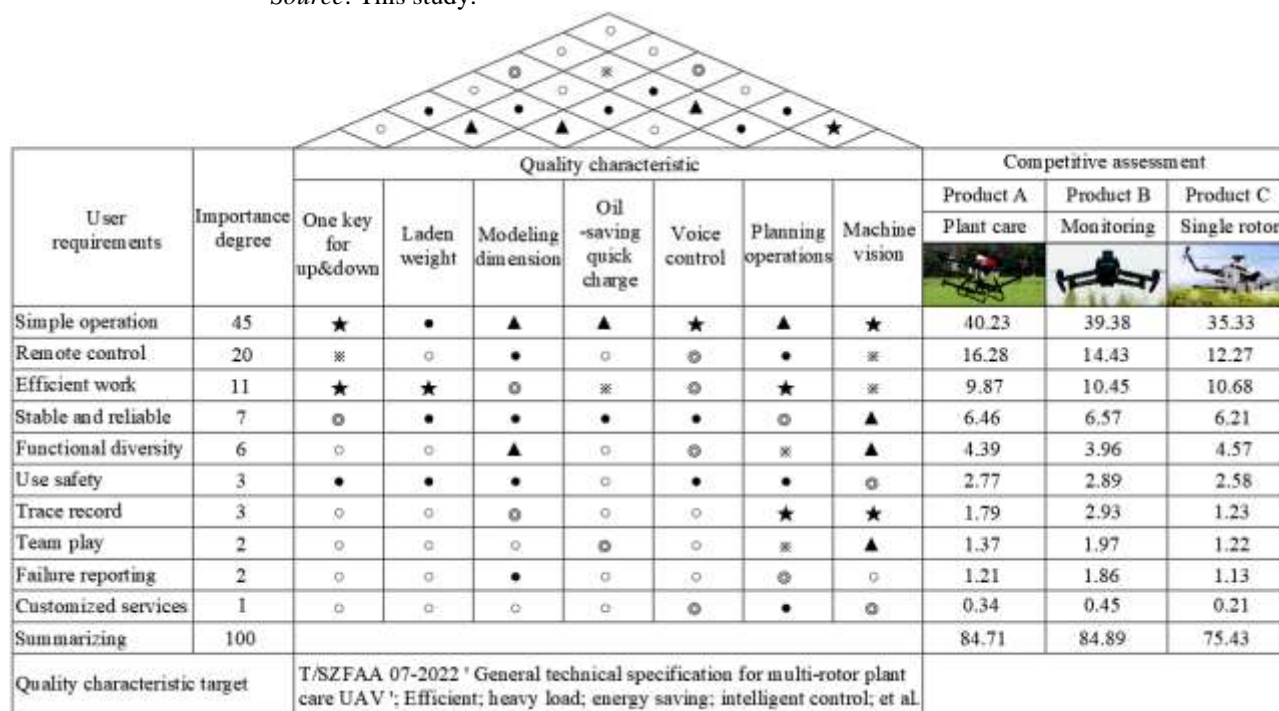 Source: This study.
Quality characteristic
Competitive assessment
User requirements
Importance degree
One key for up&down
Laden weight
Modeling dimension
Oil -saving quick charge
Voice control
Planning operations
Machine vision
Product A
Product B
Product C
Plant care
Monitoring
Single rotor
Simple operation 45 ★ ● ▲ ▲ ★ ▲ ★ 40.23 39.38 35.33
Remote control 20 ※ ○ ● ○ ◎ ● ※ 16.28 14.43 12.27
Efficient work 11 ★ ★ ◎ ※ ◎ ★ ※ 9.87 10.45 10.68
Stable and reliable 7 ◎ ● ● ● ● ◎ ▲ 6.46 6.57 6.21
Functional diversity 6 ○ ○ ▲ ○ ◎ ※ ▲ 4.39 3.96 4.57
Use safety 3 ● ● ● ○ ● ● ◎ 2.77 2.89 2.58
Trace record 3 ○ ○ ◎ ○ ○ ★ ★ 1.79 2.93 1.23
Team play 2 ○ ○ ○ ◎ ○ ※ ▲ 1.37 1.97 1.22
Failure reporting 2 ○ ○ ● ○ ○ ◎ ○ 1.21 1.86 1.13
Customized services 1 ○ ○ ○ ○ ◎ ● ◎ 0.34 0.45 0.21
Summarizing 100 84.71 84.89 75.43
Quality characteristic target
T/SZFAA 07-2022 ' General technical specification for multi-rotor plant
care UAV '; Efficient; heavy load; energy saving; intelligent control; et al.